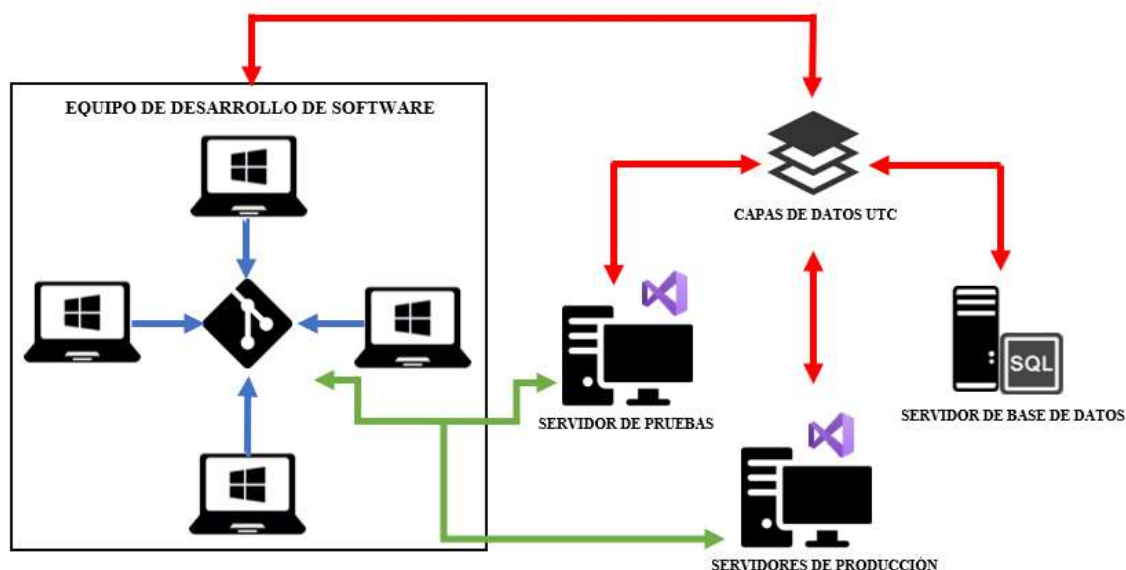 EQUIPO DE DESARROLLO DE SOFTWARE
CAPAS DE DATOS UTC
SERVIDOR DE PRUEBAS
SQL
SERVIDOR DE BASE DE DATOS
SERVIDORES DE PRODUCCIÓN